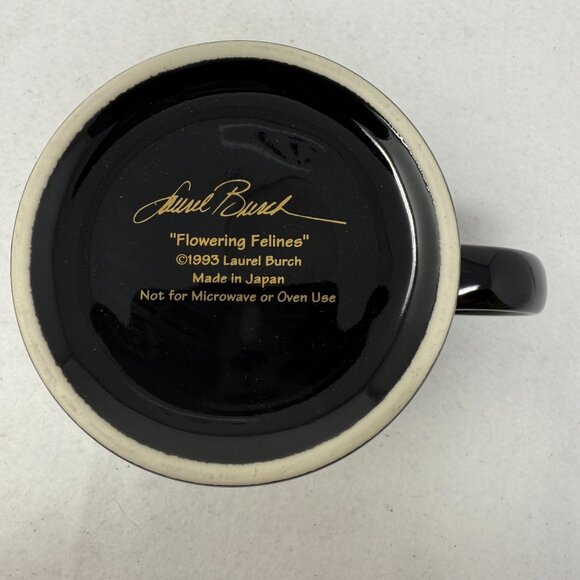 Laurel Burch
"Flowering Felines"
©1993 Laurel Burch
Made in Japan
Not for Microwave or Oven Use